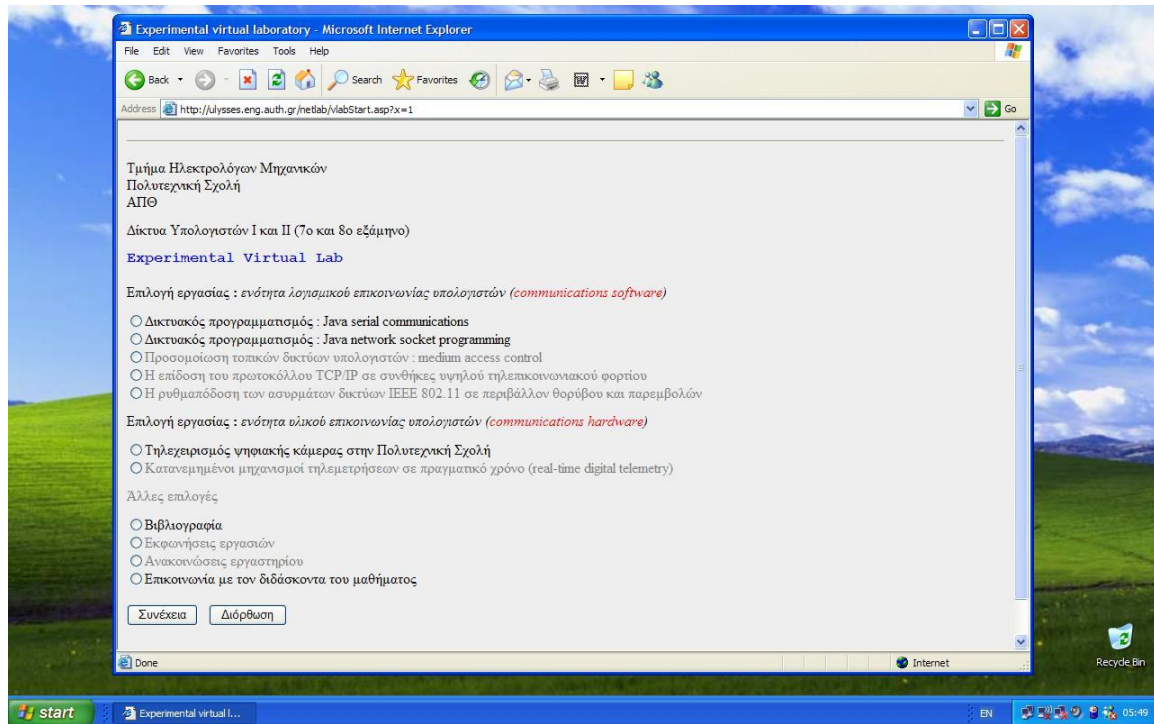 Experimental virtual laboratory - Microsoft Internet Explorer
File Edit View Favorites Tools Help
Back Search Favorites
Address http://ulysses.eng.auth.gr/netlab/vlabStart.asp?x=1 Go
Τμήμα Ηλεκτρολόγων Μηχανικών
Πολυτεχνική Σχολή
ΑΠΘ
Δίκτυα Υπολογιστών Ι και ΙΙ (7ο και 8ο εξάμηνο)
Experimental Virtual Lab
Επιλογή εργασίας : ενότητα λογισμικού επικοινωνίας υπολογιστών (communications software)
Δικτυακός προγραμματισμός : Java serial communications
Δικτυακός προγραμματισμός : Java network socket programming
Προσομοίωση τοπικών δικτύων υπολογιστών : medium access control
Η επίδοση του πρωτοκόλλου TCP/IP σε συνθήκες υψηλού τηλεπικοινωνιακού φορτίου
Η ρυθμαπόδοση των ασυρμάτων δικτύων IEEE 802.11 σε περιβάλλον θορύβου και παρεμβολών
Επιλογή εργασίας : ενότητα υλικού επικοινωνίας υπολογιστών (communications hardware)
Τηλεχειρισμός ψηφιακής κάμερας στην Πολυτεχνική Σχολή
Κατανεμημένοι μηχανισμοί τηλεμετρήσεων σε πραγματικό χρόνο (real-time digital telemetry)
Άλλες επιλογές
Βιβλιογραφία
Εκφωνήσεις εργασιών
Ανακοινώσεις εργαστηρίου
Επικοινωνία με τον διδάσκοντα του μαθήματος
Συνέχεια Διόρθωση
Done Internet
Recycle Bin
start Experimental virtual l... EN 05:49